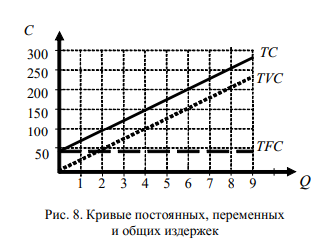 C
300
TC
250
TVC
200
150
100
TFC
50
1 2 3 4 5 6 7 8 9 Q
Рис. 8. Кривые постоянных, переменных
и общих издержек